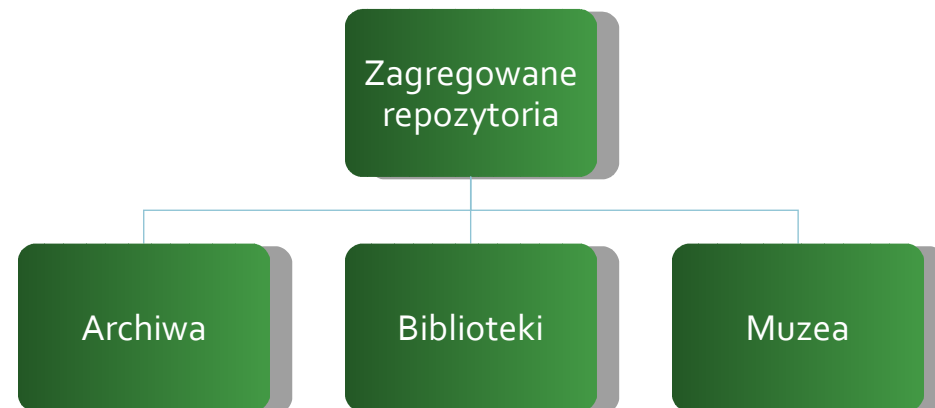 Zagregowane
repozytoria
Archiwa
Biblioteki
Muzea